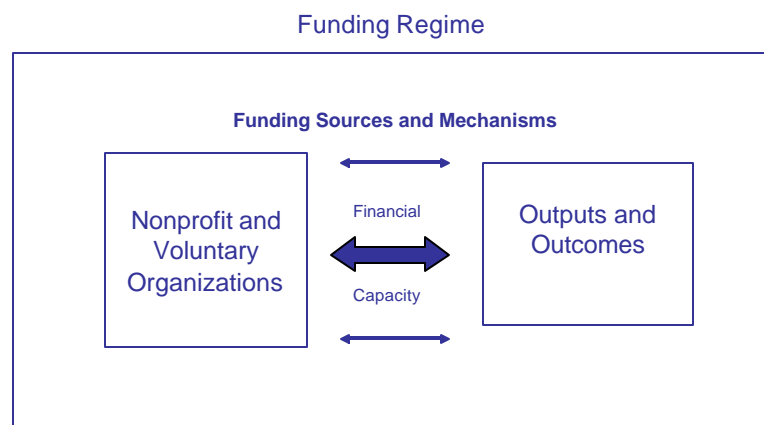 Funding Regime
Funding Sources and Mechanisms
Nonprofit and
Voluntary
Organizations
Financial
Capacity
Outputs and
Outcomes